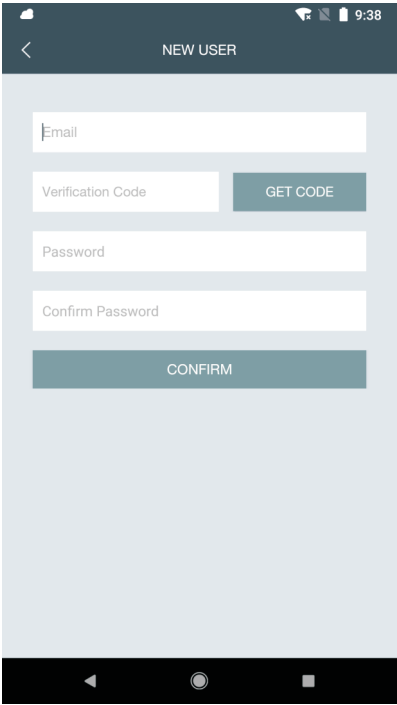 9:38
NEW USER
Email
Verification Code
GET CODE
Password
Confirm Password
CONFIRM